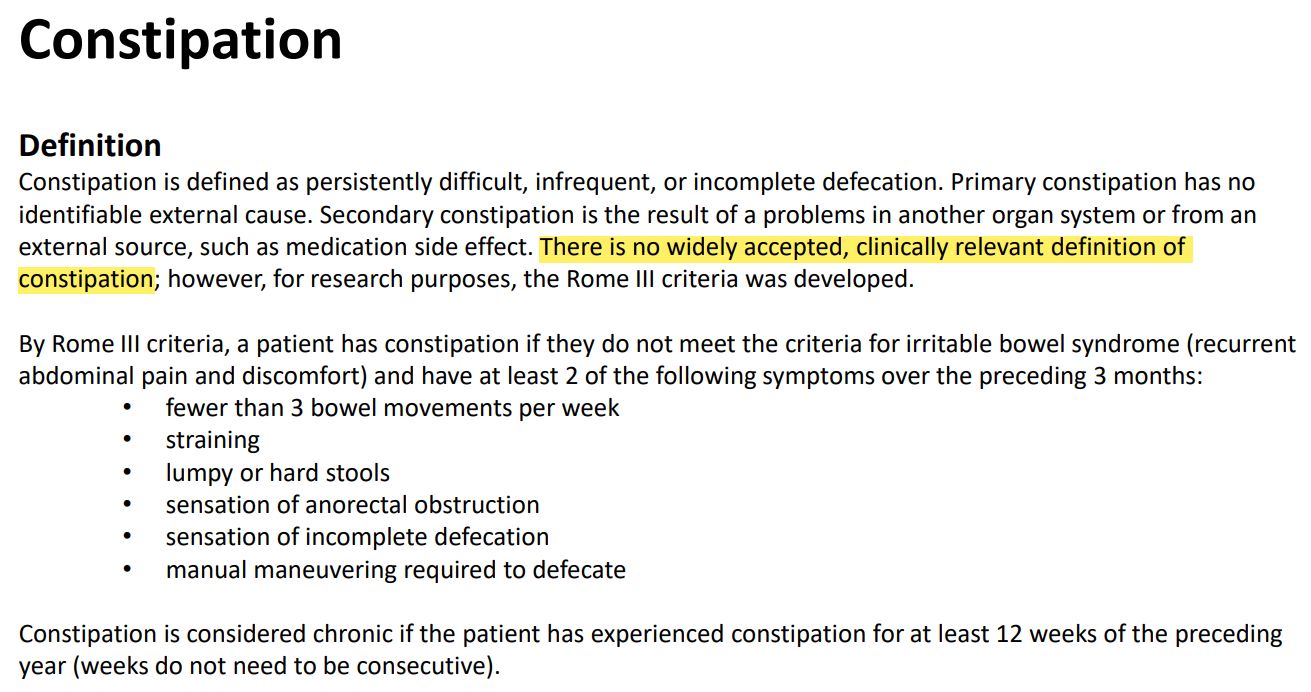 Constipation
Definition
Constipation is defined as persistently difficult, infrequent, or incomplete defecation. Primary constipation has no
identifiable external cause. Secondary constipation is the result of a problems in another organ system or from an
external source, such as medication side effect. There is no widely accepted, clinically relevant definition of
constipation; however, for research purposes, the Rome III criteria was developed.
By Rome III criteria, a patient has constipation if they do not meet the criteria for irritable bowel syndrome (recurrent
abdominal pain and discomfort) and have at least 2 of the following symptoms over the preceding 3 months:
• fewer than 3 bowel movements per week
• straining
• lumpy or hard stools
• sensation of anorectal obstruction
• sensation of incomplete defecation
• manual maneuvering required to defecate
Constipation is considered chronic if the patient has experienced constipation for at least 12 weeks of the preceding
year (weeks do not need to be consecutive).